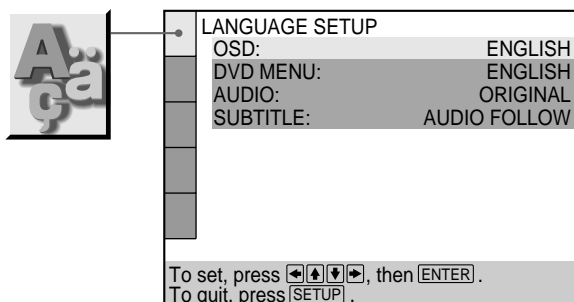 Aäç
LANGUAGE SETUP
OSD: ENGLISH
DVD MENU: ENGLISH
AUDIO: ORIGINAL
SUBTITLE: AUDIO FOLLOW
To set, press ←↑↓→, then ENTER.
To quit, press SETUP.